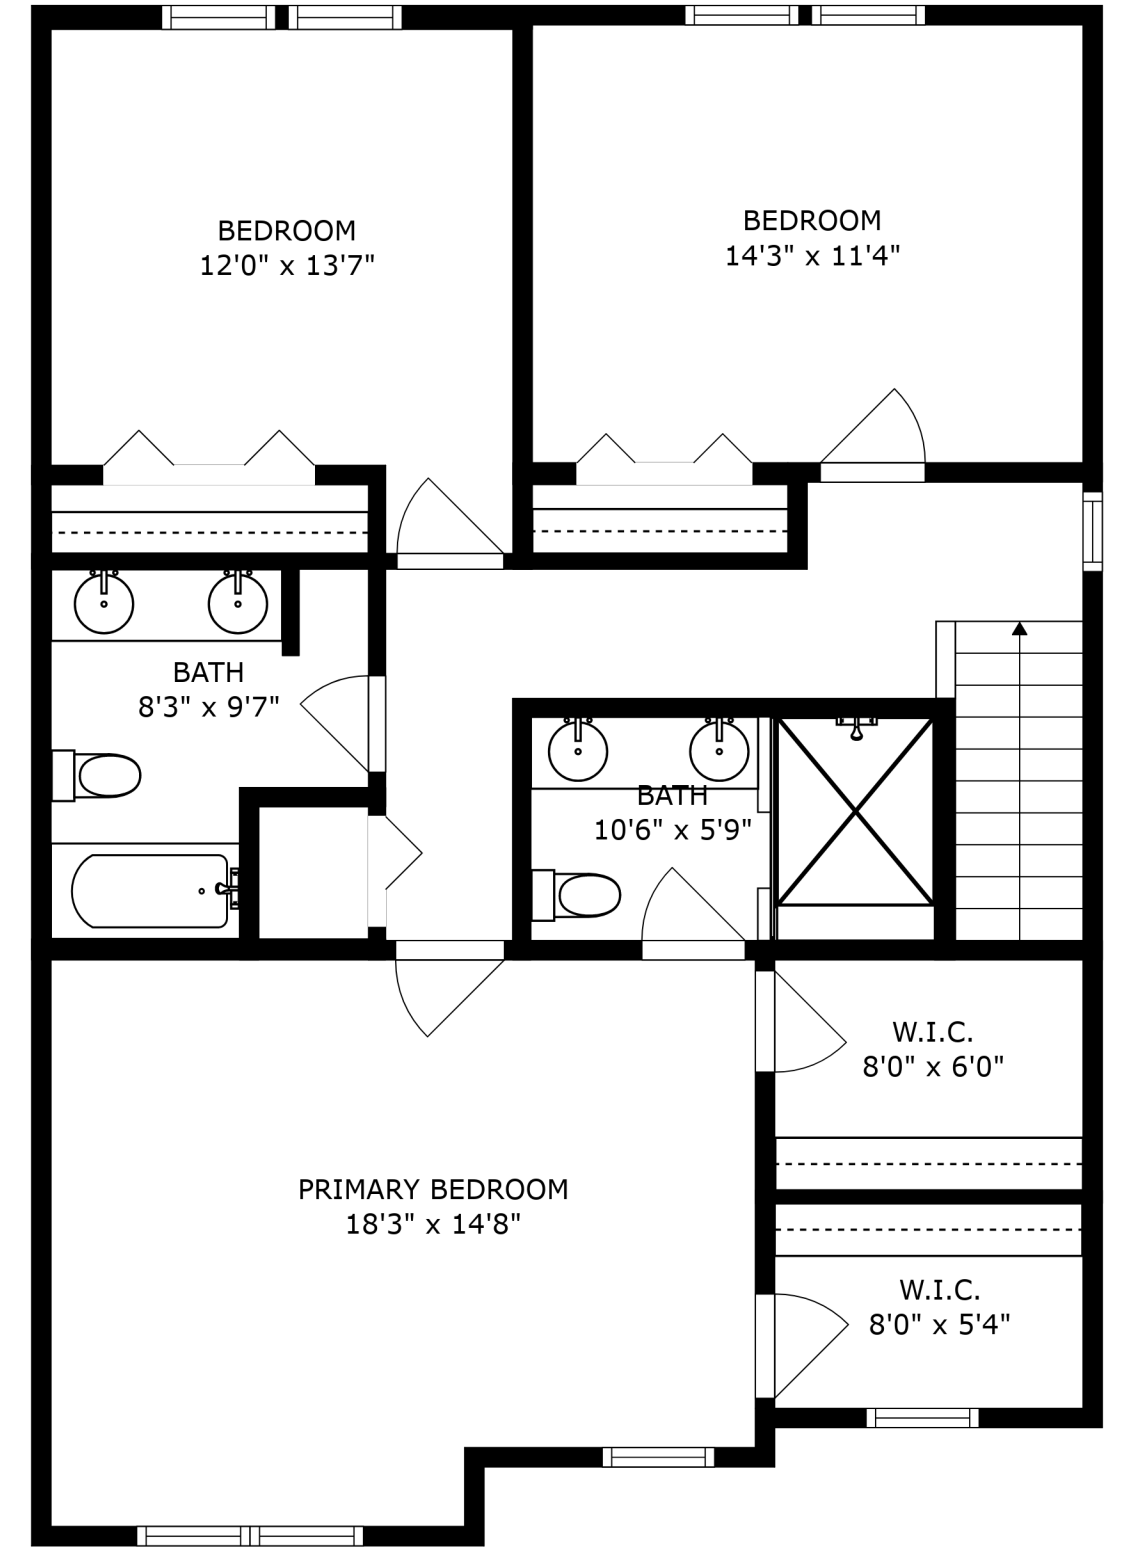 BEDROOM
12'0" x 13'7"
BEDROOM
14'3" x 11'4"
BATH
8'3" x 9'7"
BATH
10'6" x 5'9"
W.I.C.
8'0" x 6'0"
PRIMARY BEDROOM
18'3" x 14'8"
W.I.C.
8'0" x 5'4"